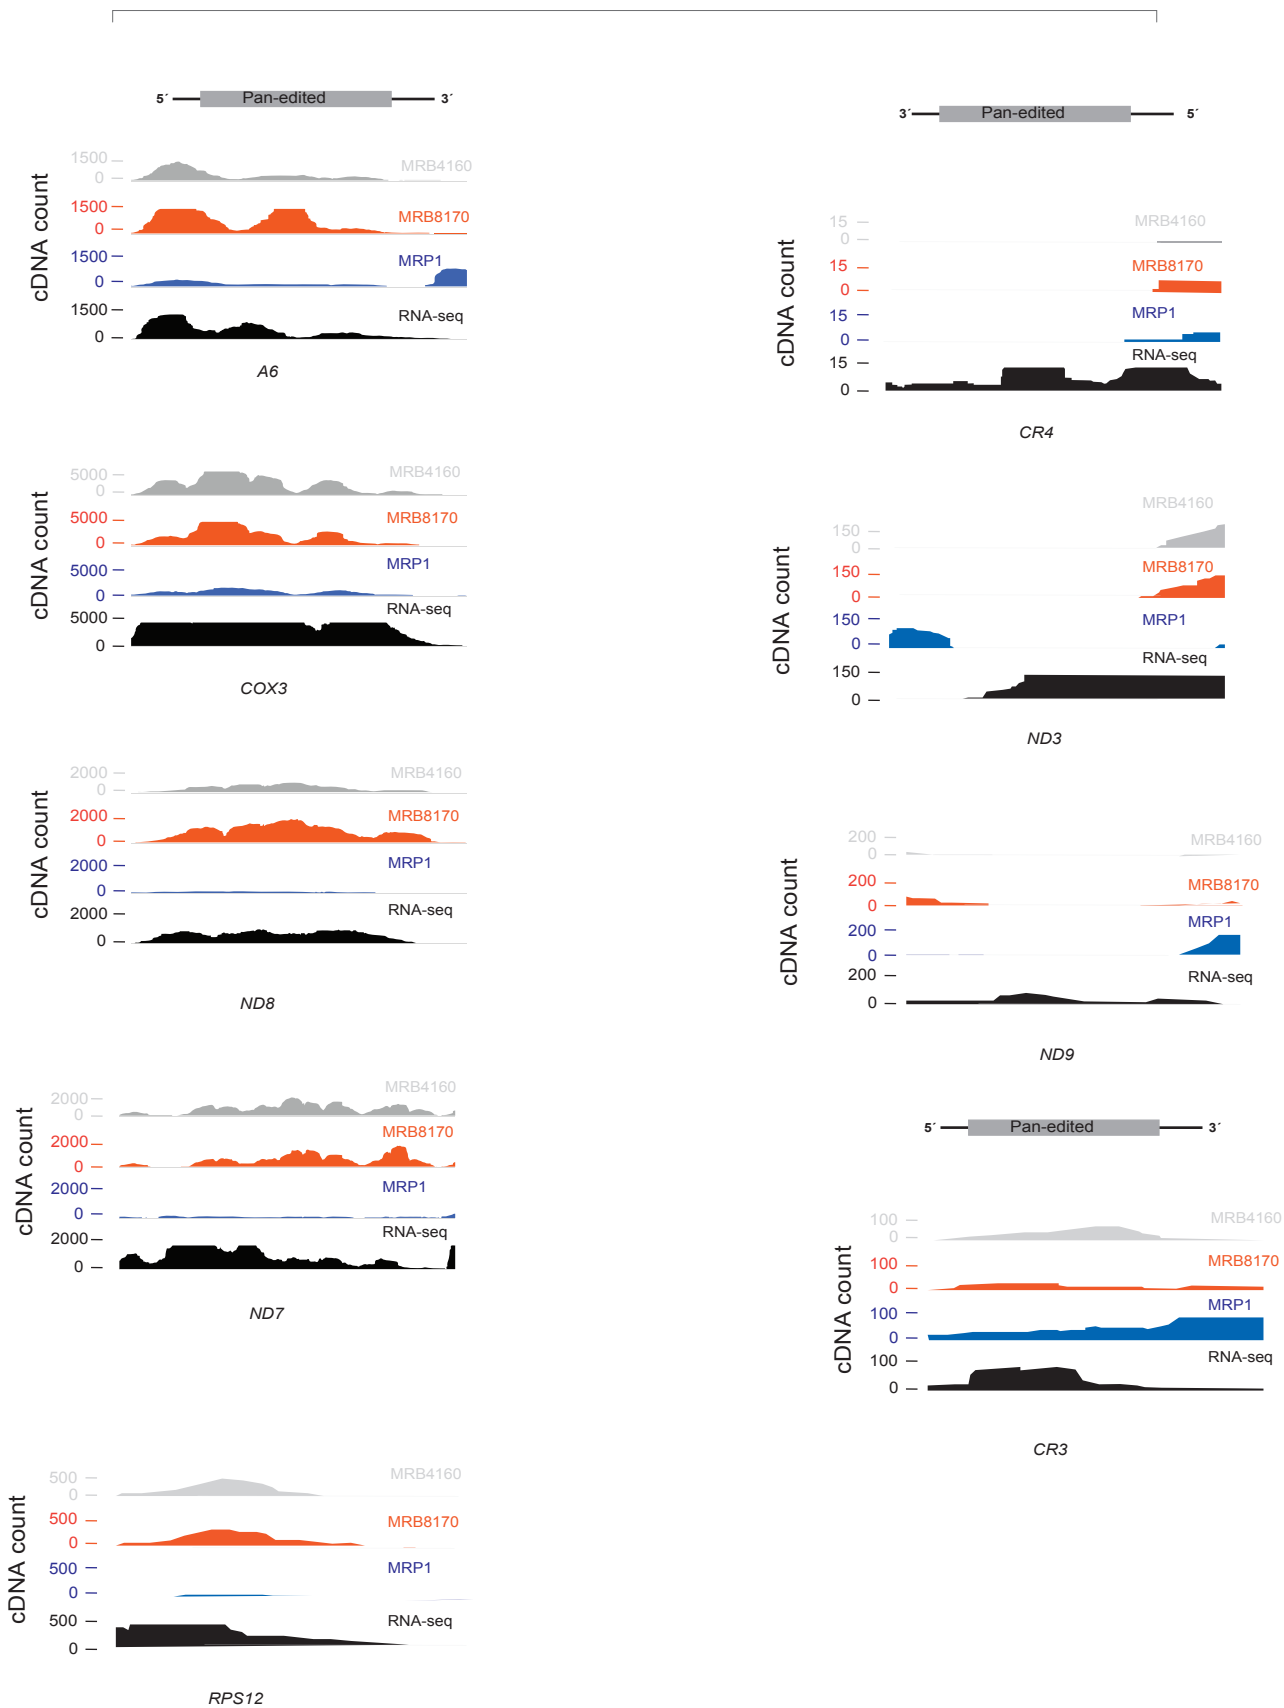 5´ Pan-edited 3´
cDNA count
1500
0
MRB4160
1500
0
MRB8170
1500
0
MRP1
1500
0
RNA-seq
A6
cDNA count
5000
0
MRB4160
5000
0
MRB8170
5000
0
MRP1
5000
0
RNA-seq
COX3
cDNA count
2000
0
MRB4160
2000
0
MRB8170
2000
0
MRP1
2000
0
RNA-seq
ND8
cDNA count
2000
0
MRB4160
2000
0
MRB8170
2000
0
MRP1
2000
0
RNA-seq
ND7
cDNA count
500
0
MRB4160
500
0
MRB8170
500
0
MRP1
500
0
RNA-seq
RPS12
3´ Pan-edited 5´
cDNA count
15
0
MRB4160
15
0
MRB8170
15
0
MRP1
15
0
RNA-seq
CR4
cDNA count
150
0
MRB4160
150
0
MRB8170
150
0
MRP1
150
0
RNA-seq
ND3
cDNA count
200
0
MRB4160
200
0
MRB8170
200
0
MRP1
200
0
RNA-seq
ND9
5´ Pan-edited 3´
cDNA count
100
0
MRB4160
100
0
MRB8170
100
0
MRP1
100
0
RNA-seq
CR3